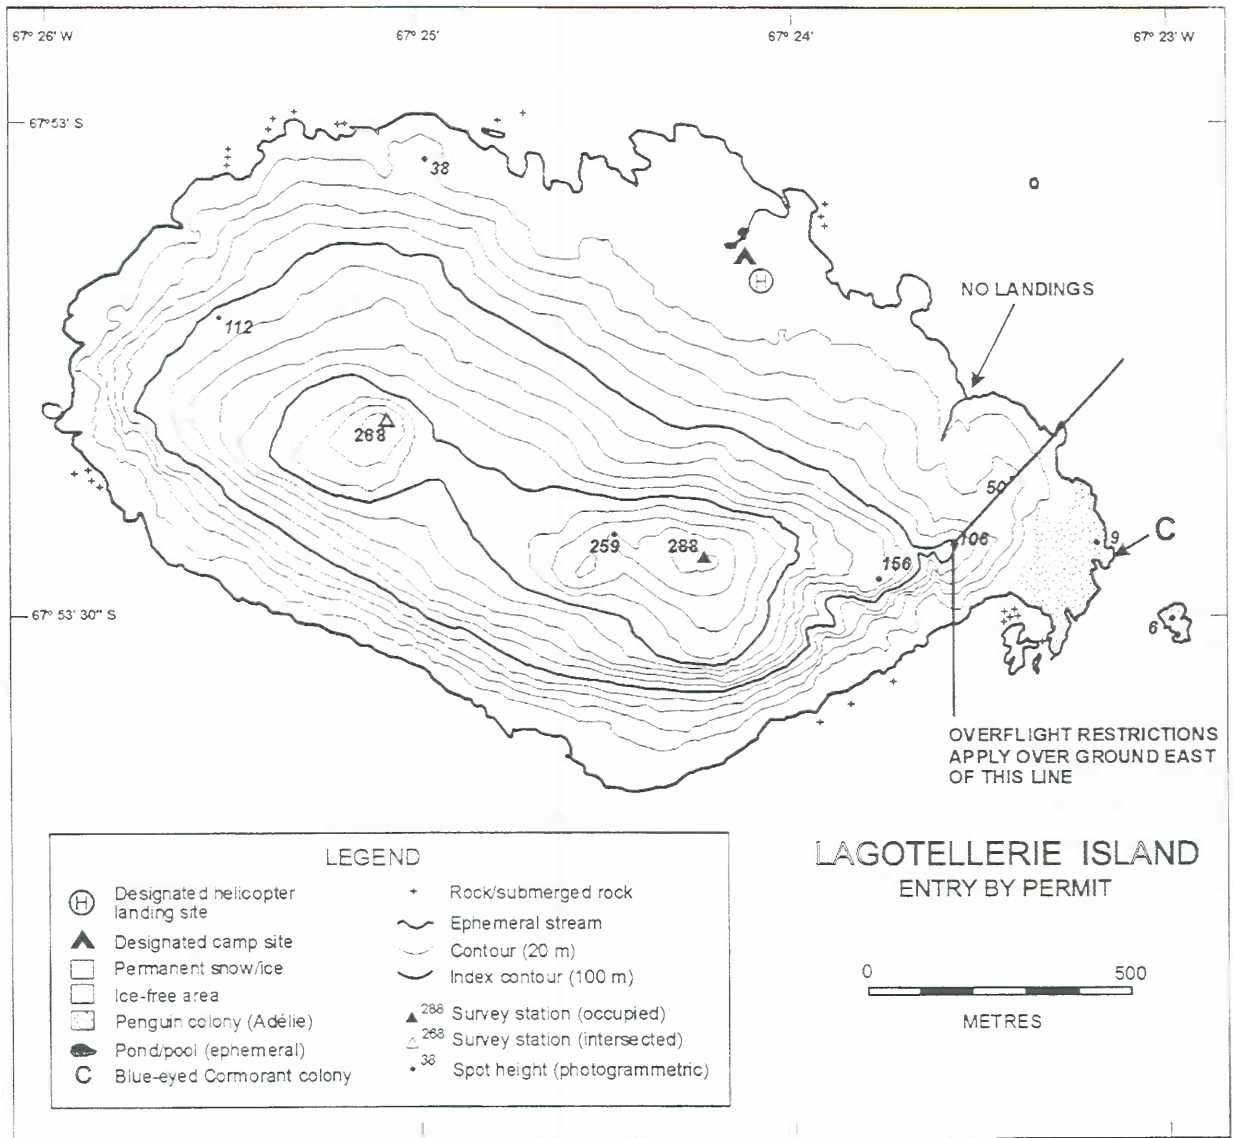 67° 26' W
67° 25'
67° 24'
67° 23' W
67° 53' S
38
H
NO LANDINGS
112
268
50
259
288
106
9
C
156
67° 53' 30" S
6
OVERFLIGHT RESTRICTIONS
APPLY OVER GROUND EAST
OF THIS LINE
LEGEND
H
Designated helicopter
landing site
Designated camp site
Permanent snow/ice
Ice-free area
Penguin colony (Adélie)
Pond/pool (ephemeral)
C Blue-eyed Cormorant colony
Rock/submerged rock
Ephemeral stream
Contour (20 m)
Index contour (100 m)
288 Survey station (occupied)
268 Survey station (intersected)
38 Spot height (photogrammetric)
LAGOTELLERIE ISLAND
ENTRY BY PERMIT
0 500
METRES